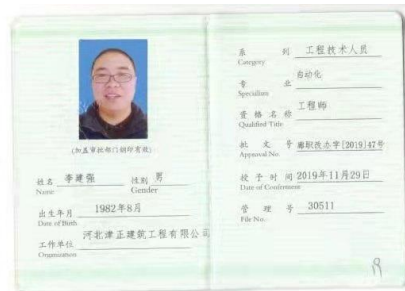 (加盖审批部门钢印有效)
姓名 李建强 性别 男
Name Gender
出生年月 1982年8月
Date of Birth
工作单位 河北津正建筑工程有限公司
Organization
系 列 工程技术人员
Category
专 业 自动化
Specialism
资格名称 工程师
Qualified Title
批 文 号 廊职改办字[2019]47号
Approval No.
授予时间 2019年11月29日
Date of Conferment
管 理 号 30511
File No.
19